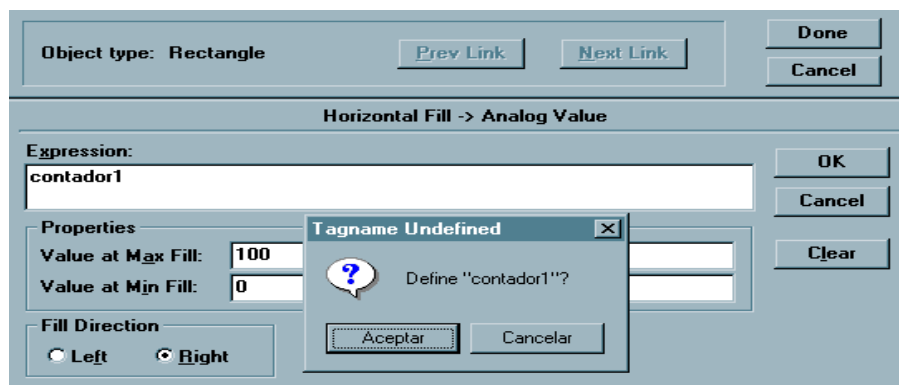 Object type: Rectangle
Prev Link
Next Link
Done
Cancel
Horizontal Fill -> Analog Value
Expression:
contador1
OK
Cancel
Clear
Properties
Value at Max Fill: 100
Value at Min Fill: 0
Tagname Undefined
Define "contador1"?
Aceptar
Cancelar
Fill Direction
Left
Right